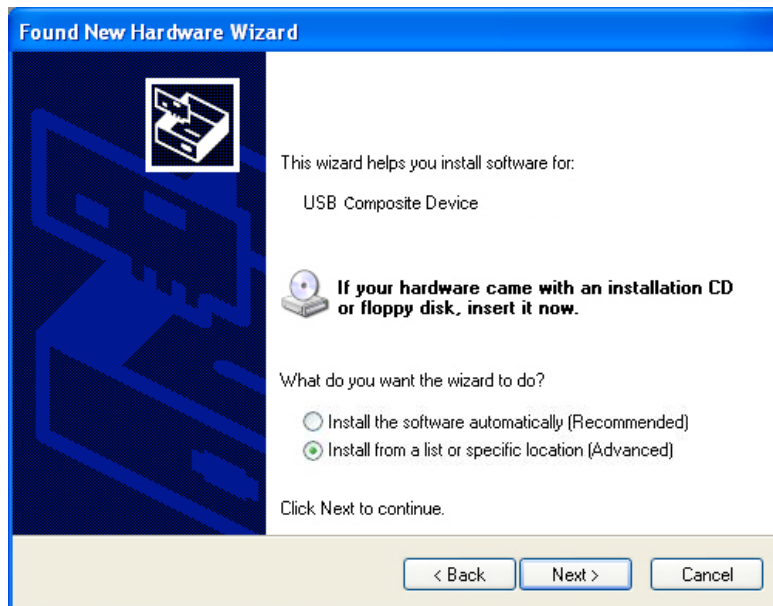 Found New Hardware Wizard
This wizard helps you install software for:
USB Composite Device
If your hardware came with an installation CD
or floppy disk, insert it now.
What do you want the wizard to do?
Install the software automatically (Recommended)
Install from a list or specific location (Advanced)
Click Next to continue.
< Back Next > Cancel